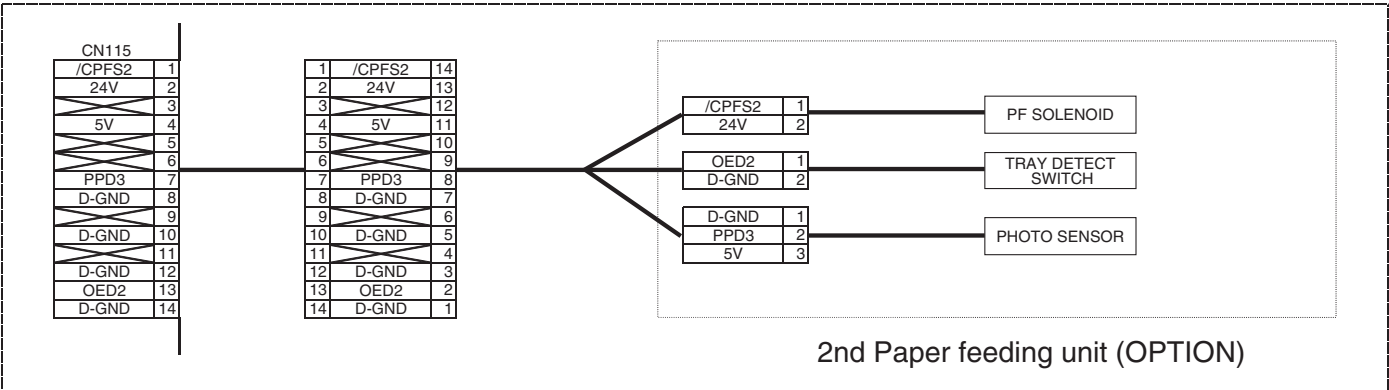 CN115
/CPFS2 1
24V 2
3
5V 4
5
6
PPD3 7
D-GND 8
9
D-GND 10
11
D-GND 12
OED2 13
D-GND 14
1 /CPFS2 14
2 24V 13
3 12
4 5V 11
5 10
6 9
7 PPD3 8
8 D-GND 7
9 6
10 D-GND 5
11 4
12 D-GND 3
13 OED2 2
14 D-GND 1
/CPFS2 1
24V 2
PF SOLENOID
OED2 1
D-GND 2
TRAY DETECT
SWITCH
D-GND 1
PPD3 2
5V 3
PHOTO SENSOR
2nd Paper feeding unit (OPTION)